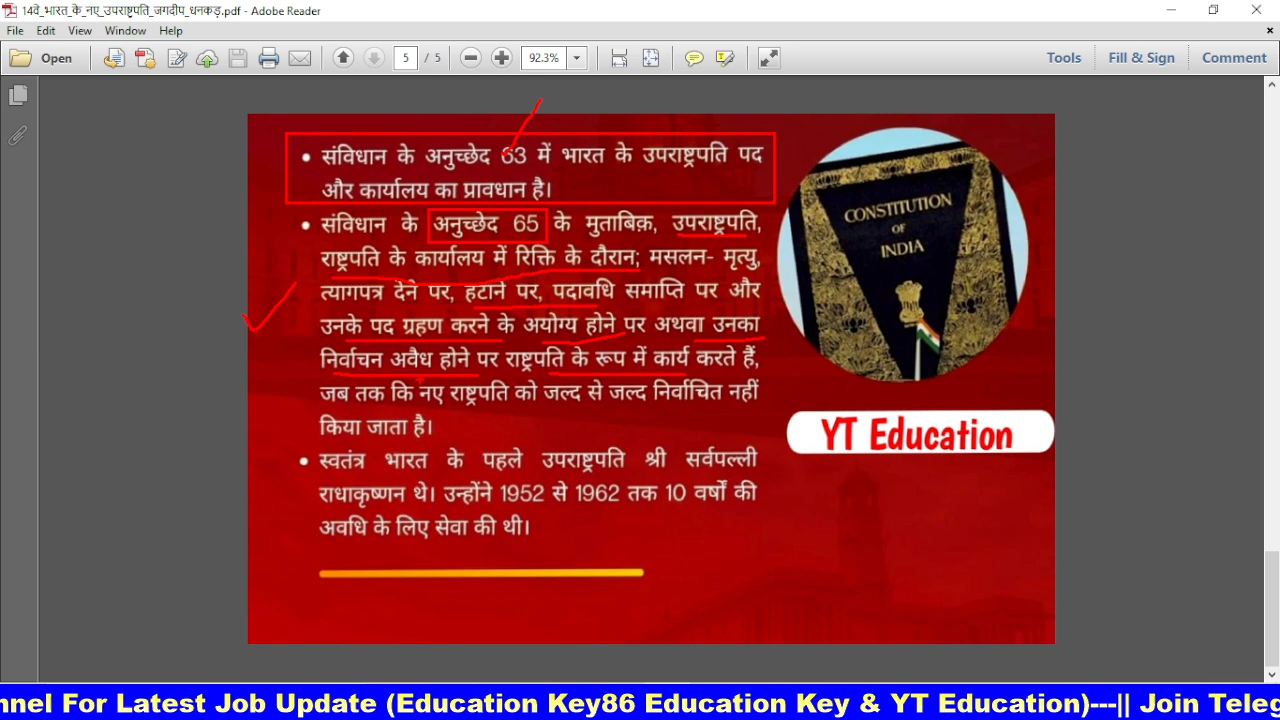 14वे_भारत_के_नए_उपराष्ट्रपति_जगदीप_धनकड़.pdf - Adobe Reader
File Edit View Window Help
Open 5 / 5 92.3% Tools Fill & Sign Comment
• संविधान के अनुच्छेद 63 में भारत के उपराष्ट्रपति पद
और कार्यालय का प्रावधान है।
• संविधान के अनुच्छेद 65 के मुताबिक़, उपराष्ट्रपति,
राष्ट्रपति के कार्यालय में रिक्ति के दौरान; मसलन- मृत्यु,
त्यागपत्र देने पर, हटाने पर, पदावधि समाप्ति पर और
उनके पद ग्रहण करने के अयोग्य होने पर अथवा उनका
निर्वाचन अवैध होने पर राष्ट्रपति के रूप में कार्य करते हैं,
जब तक कि नए राष्ट्रपति को जल्द से जल्द निर्वाचित नहीं
किया जाता है।
• स्वतंत्र भारत के पहले उपराष्ट्रपति श्री सर्वपल्ली
राधाकृष्णन थे। उन्होंने 1952 से 1962 तक 10 वर्षों की
अवधि के लिए सेवा की थी।
CONSTITUTION
OF
INDIA
YT Education
nnel For Latest Job Update (Education Key86 Education Key & YT Education)---|| Join Teleg